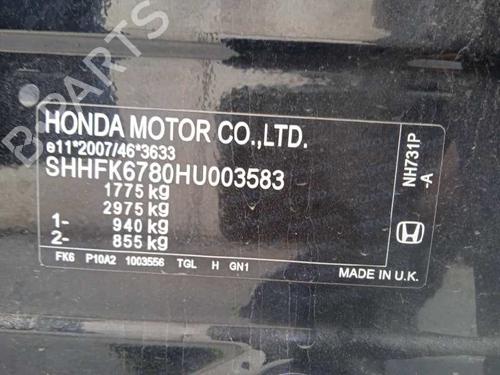 B-PARTS
HONDA MOTOR CO.,LTD.
e11*2007/46*3633
SHHFK6780HU003583
1775 kg
2975 kg
1- 940 kg
2- 855 kg
FK6 P10A2 1003556 TGL H GN1
NH731P
-A
MADE IN U.K.